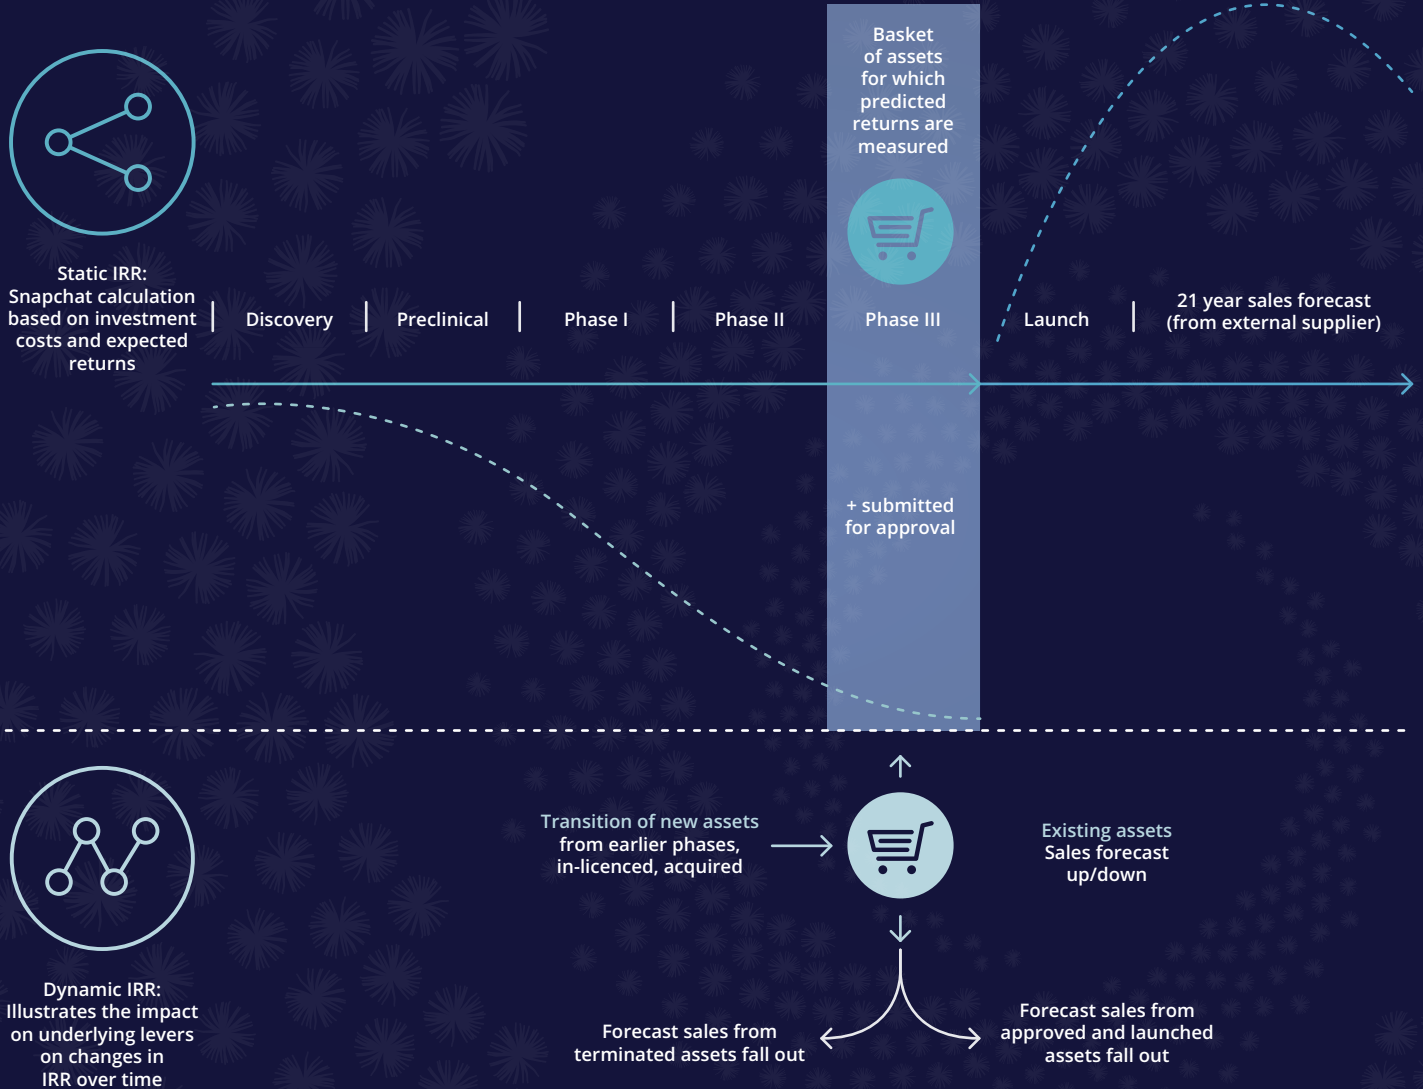 Basket
of assets
for which
predicted
returns are
measured
Static IRR:
Snapchat calculation
based on investment
costs and expected
returns
Discovery
Preclinical
Phase I
Phase II
Phase III
Launch
21 year sales forecast
(from external supplier)
+ submitted
for approval
Transition of new assets
from earlier phases,
in-licenced, acquired
Existing assets
Sales forecast
up/down
Dynamic IRR:
Illustrates the impact
on underlying levers
on changes in
IRR over time
Forecast sales from
terminated assets fall out
Forecast sales from
approved and launched
assets fall out